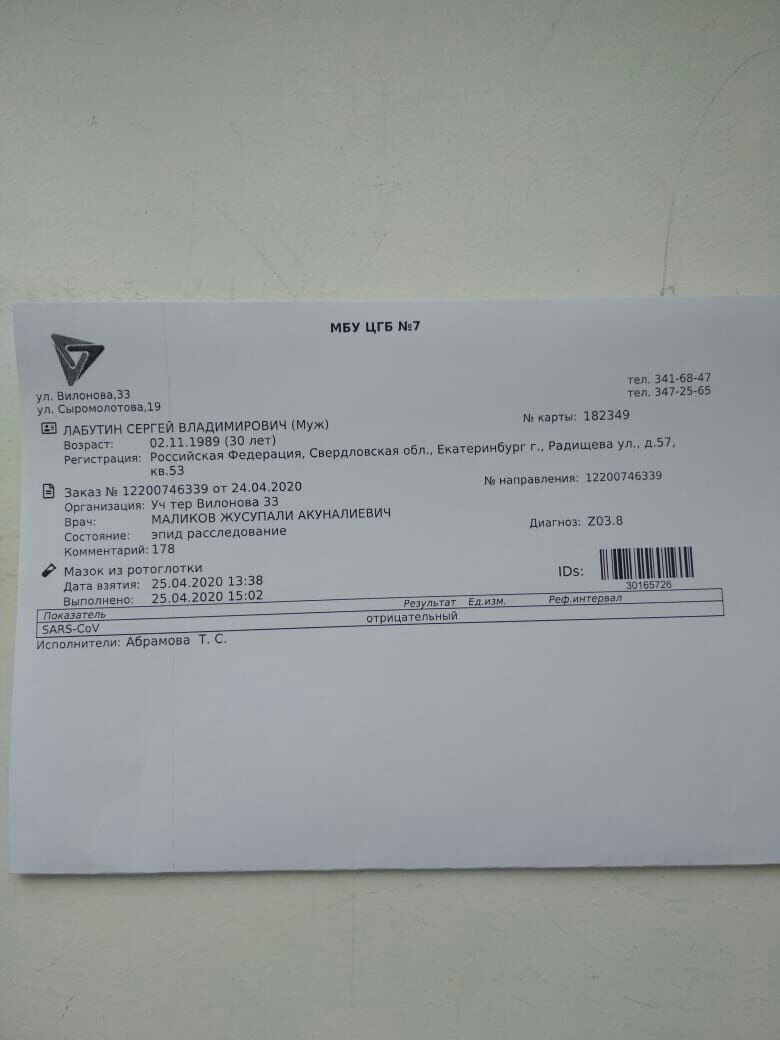 МБУ ЦГБ №7
ул. Вилонова,33
ул. Сыромолотова,19
тел. 341-68-47
тел. 347-25-65
ЛАБУТИН СЕРГЕЙ ВЛАДИМИРОВИЧ (Муж) № карты: 182349
Возраст: 02.11.1989 (30 лет)
Регистрация: Российская Федерация, Свердловская обл., Екатеринбург г., Радищева ул., д.57,
кв.53
Заказ № 12200746339 от 24.04.2020 № направления: 12200746339
Организация: Уч тер Вилонова 33
Врач: МАЛИКОВ ЖУСУПАЛИ АКУНАЛИЕВИЧ
Состояние: эпид расследование Диагноз: Z03.8
Комментарий: 178
Мазок из ротоглотки IDs:
Дата взятия: 25.04.2020 13:38
Выполнено: 25.04.2020 15:02 30165726
Показатель Результат Ед.изм. Реф.интервал
SARS-CoV отрицательный
Исполнители: Абрамова Т. С.